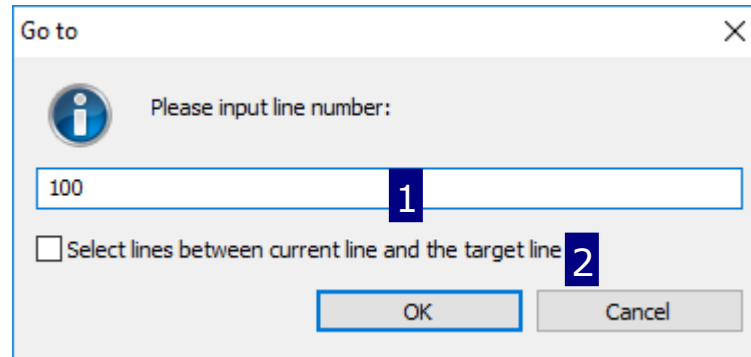 Go to
Please input line number:
100
1
Select lines between current line and the target line
2
OK
Cancel